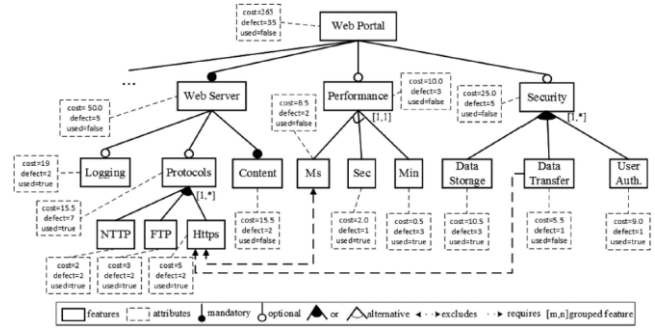 cost=265
defect=35
used=false
Web Portal
...
cost= 50.0
defect=5
used=false
Web Server
cost=6.5
defect=2
used=false
Performance
[1,1]
cost=10.0
defect=3
used=false
cost=25.0
defect=5
used=false
Security
[1,*]
cost=19
defect=2
used=true
Logging
Protocols
[1,*]
Content
Ms
Sec
Min
Data
Storage
Data
Transfer
User
Auth.
cost=15.5
defect=7
used=true
NTTP
FTP
Https
cost=15.5
defect=2
used=false
cost=2.0
defect=1
used=true
cost=0.5
defect=3
used=true
cost=10.5
defect=3
used=true
cost=5.5
defect=1
used=false
cost=9.0
defect=1
used=true
cost=2
defect=2
used=true
cost=3
defect=2
used=true
cost=5
defect=2
used=true
features attributes mandatory optional or alternative excludes requires [m,n]grouped feature